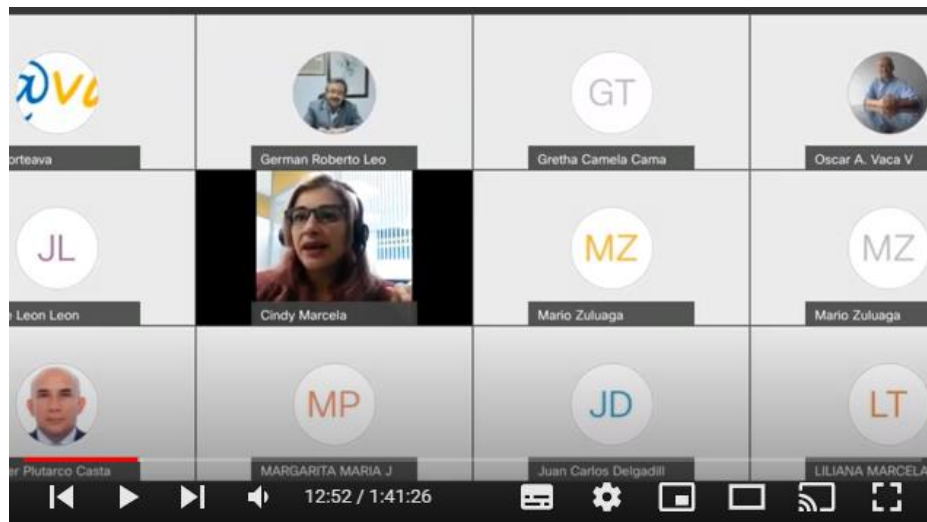 @va
orteava
German Roberto Leo
GT
Gretha Camela Cama
Oscar A. Vaca V
JL
Leon Leon
Cindy Marcela
MZ
Mario Zuluaga
MZ
Mario Zuluaga
er Plutarco Casta
MP
MARGARITA MARIA J
JD
Juan Carlos Delgadill
LT
LILIANA MARCELA
12:52 / 1:41:26